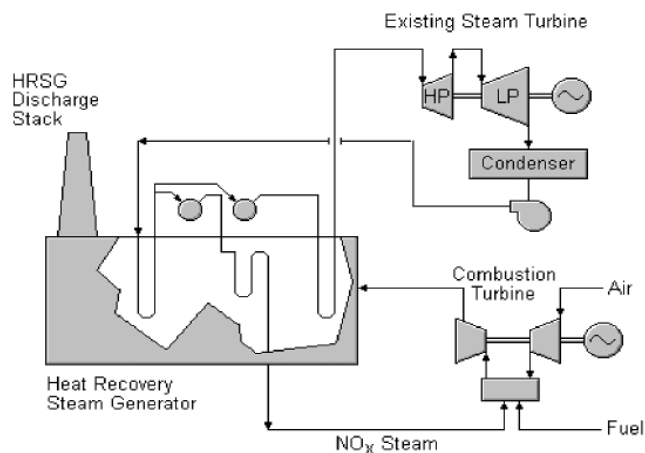 Existing Steam Turbine
HRSG
Discharge
Stack
HP
LP
Condenser
Combustion
Turbine
Air
Heat Recovery
Steam Generator
Fuel
NOX Steam